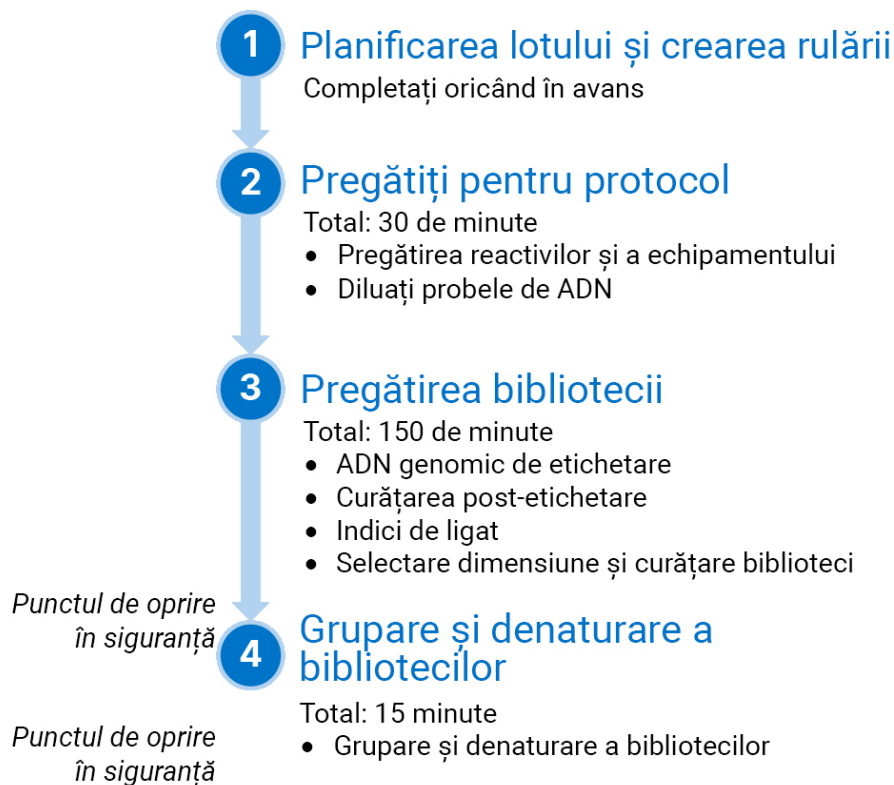 1
Planificarea lotului și crearea rulării
Completați oricând în avans
2
Pregătiți pentru protocol
Total: 30 de minute
• Pregătirea reactivilor și a echipamentului
• Diluați probele de ADN
3
Pregătirea bibliotecii
Total: 150 de minute
• ADN genomic de etichetare
• Curățarea post-etichetare
• Indici de ligat
• Selectare dimensiune și curățare biblioteci
Punctul de oprire
în siguranță
4
Grupare și denaturare a
bibliotecilor
Total: 15 minute
• Grupare și denaturare a bibliotecilor
Punctul de oprire
în siguranță